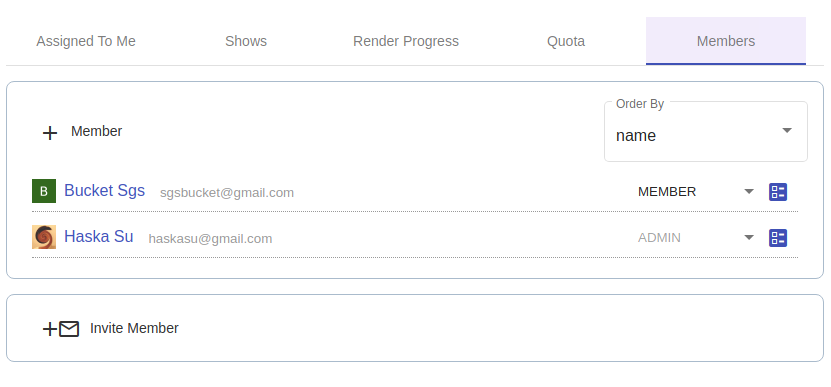 Assigned To Me Shows Render Progress Quota Members
Order By
+ Member name
B Bucket Sgs sgsbucket@gmail.com MEMBER
Haska Su haskasu@gmail.com ADMIN
+ Invite Member